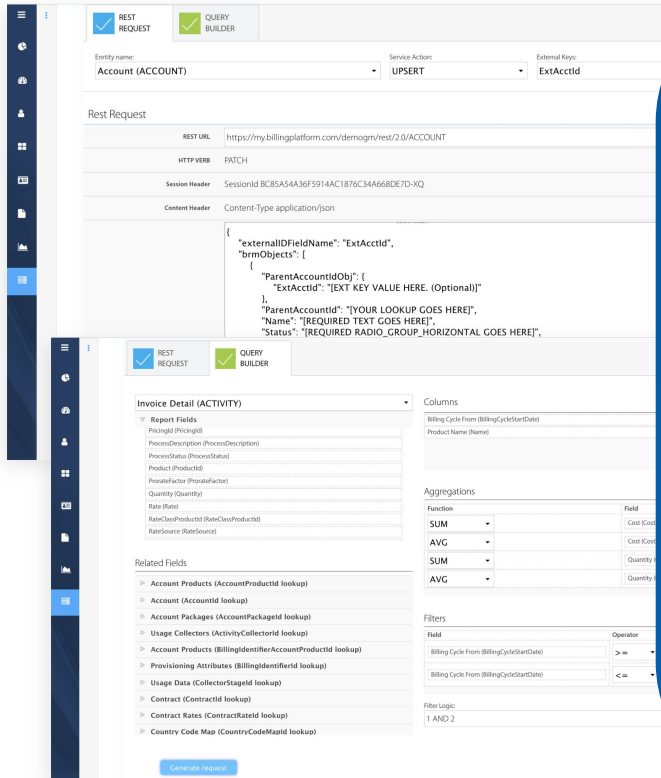 REST
REQUEST
QUERY
BUILDER
Enrtity name:
Service Action:
External Keys:
Account (ACCOUNT)
UPSERT
ExtAcctId
Rest Request
REST URL
https://my.billingplatform.com/demogm/rest/2.0/ACCOUNT
HTTP VERB
PATCH
Session Header
SessionId BC85A54A36F5914AC1876C34A668DE7D-XQ
Content Header
Content-Type application/json
{
"externalIDFieldName": "ExtAcctId",
"brmObjects": [
{
"ParentAccountIdObj": {
"ExtAcctId": "[EXT KEY VALUE HERE. (Optional)]"
},
"ParentAccountId": "[YOUR LOOKUP GOES HERE]",
"Name": "[REQUIRED TEXT GOES HERE]",
"Status": "[REQUIRED RADIO_GROUP_HORIZONTAL GOES HERE]",
REST
REQUEST
QUERY
BUILDER
Invoice Detail (ACTIVITY)
Report Fields
PricingId (PricingId)
ProcessDescription (ProcessDescription)
ProcessStatus (ProcessStatus)
Product (ProductId)
ProrateFactor (ProrateFactor)
Quantity (Quantity)
Rate (Rate)
RateClassProductId (RateClassProductId)
RateSource (RateSource)
Related Fields
Account Products (AccountProductId lookup)
Account (AccountId lookup)
Account Packages (AccountPackageId lookup)
Usage Collectors (ActivityCollectorId lookup)
Account Products (BillingIdentifierAccountProductId lookup)
Provisioning Attributes (BillingIdentifierId lookup)
Usage Data (CollectorStageId lookup)
Contract (ContractId lookup)
Contract Rates (ContractRateId lookup)
Country Code Map (CountryCodeMapId lookup)
Generate request
Columns
Billing Cycle From (BillingCycleStartDate)
Product Name (Name)
Aggregations
Function
Field
SUM
Cost (Cost
AVG
Cost (Cost
SUM
Quantity (
AVG
Quantity (
Filters
Field
Operator
Billing Cycle From (BillingCycleStartDate)
>=
Billing Cycle From (BillingCycleStartDate)
<=
Filter Logic:
1 AND 2